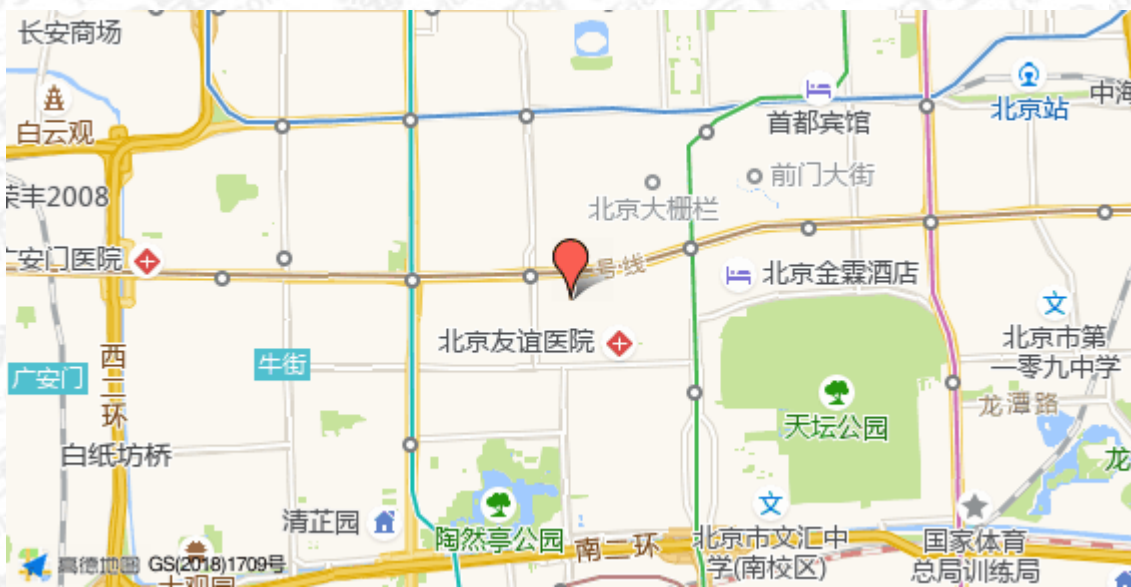 长安商场
北京站
中海
首都宾馆
白云观
前门大街
荣丰2008
北京大栅栏
广安门医院
号线
北京金霖酒店
北京友谊医院
北京市第
一零九中学
西二环
牛街
广安门
龙潭路
天坛公园
白纸坊桥
龙
清芷园
陶然亭公园
南二环
北京市文汇中
学(南校区)
国家体育
总局训练局
高德地图 GS(2018)1709号
大观园